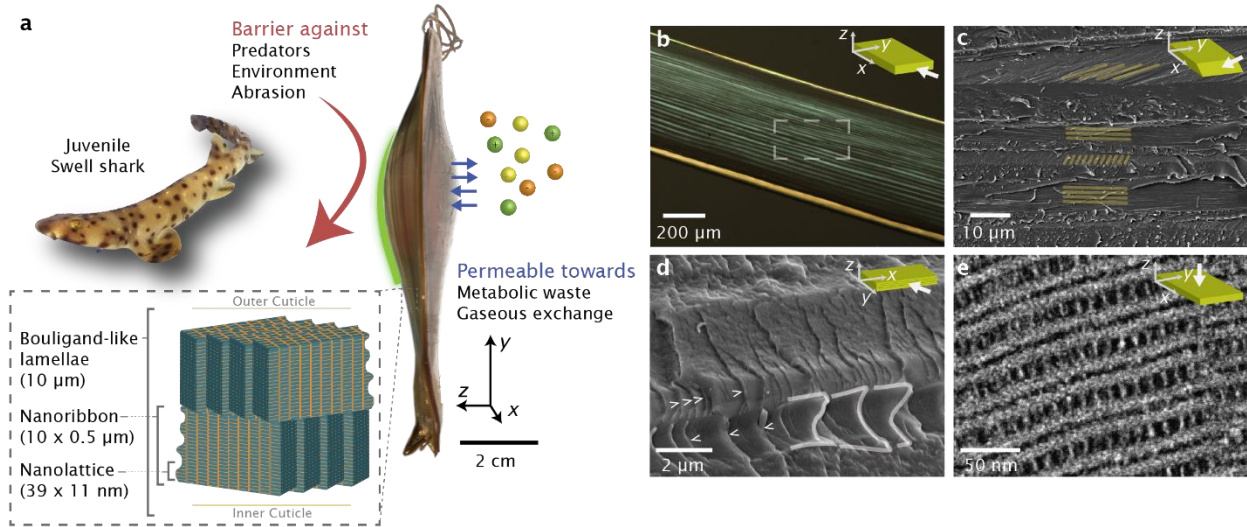 a
Barrier against
Predators
Environment
Abrasion
Juvenile
Swell shark
Permeable towards
Metabolic waste
Gaseous exchange
y
z
x
2 cm
Outer Cuticle
Bouligand-like
lamellae
(10 µm)
Nanoribbon
(10 x 0.5 µm)
Nanolattice
(39 x 11 nm)
Inner Cuticle
b
z
y
x
200 µm
c
z
y
x
10 µm
d
z
x
y
2 µm
e
z
y
x
50 nm